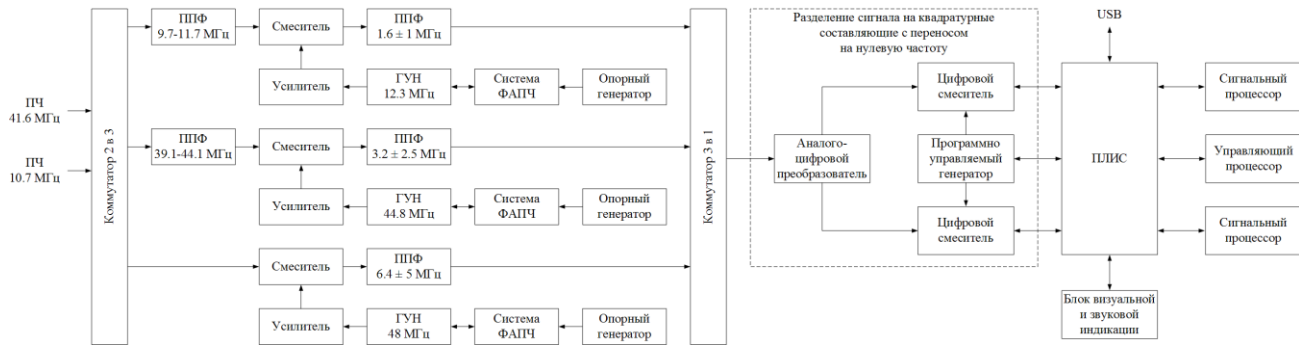 ПЧ
41.6 МГц
ПЧ
10.7 МГц
Коммутатор 2 в 3
ППФ
9.7-11.7 МГц
Смеситель
ППФ
1.6 ± 1 МГц
Усилитель
ГУН
12.3 МГц
Система
ФАПЧ
Опорный
генератор
ППФ
39.1-44.1 МГц
Смеситель
ППФ
3.2 ± 2.5 МГц
Усилитель
ГУН
44.8 МГц
Система
ФАПЧ
Опорный
генератор
Смеситель
ППФ
6.4 ± 5 МГц
Усилитель
ГУН
48 МГц
Система
ФАПЧ
Опорный
генератор
Коммутатор 3 в 1
Разделение сигнала на квадратурные
составляющие с переносом
на нулевую частоту
Аналого-
цифровой
преобразователь
Цифровой
смеситель
Программно
управляемый
генератор
Цифровой
смеситель
USB
ПЛИС
Сигнальный
процессор
Управляющий
процессор
Сигнальный
процессор
Блок визуальной
и звуковой
индикации